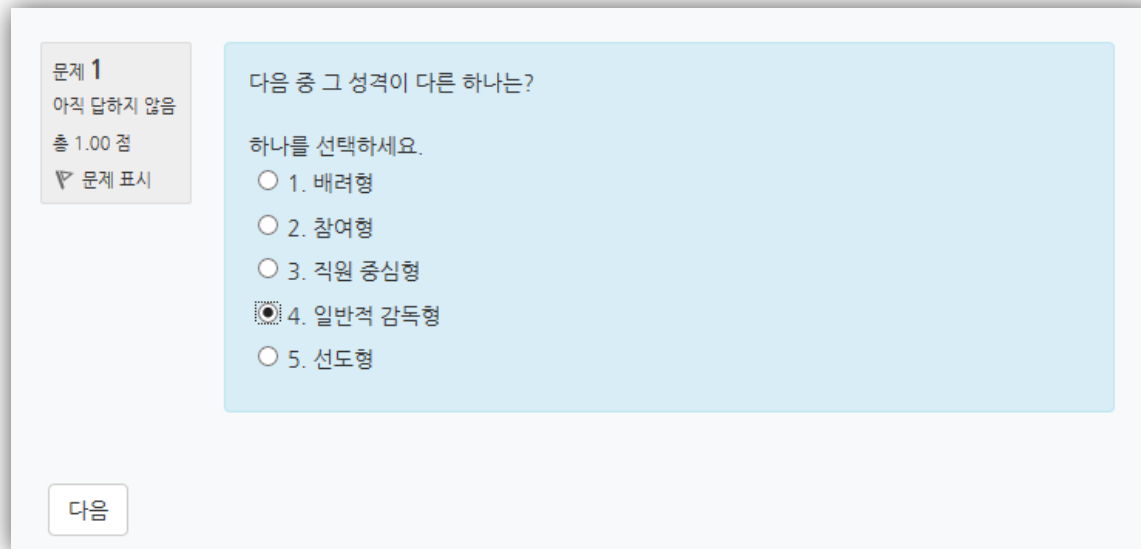 문제 1
아직 답하지 않음
총 1.00 점
문제 표시
다음 중 그 성격이 다른 하나는?
하나를 선택하세요.
1. 배려형
2. 참여형
3. 직원 중심형
4. 일반적 감독형
5. 선도형
다음